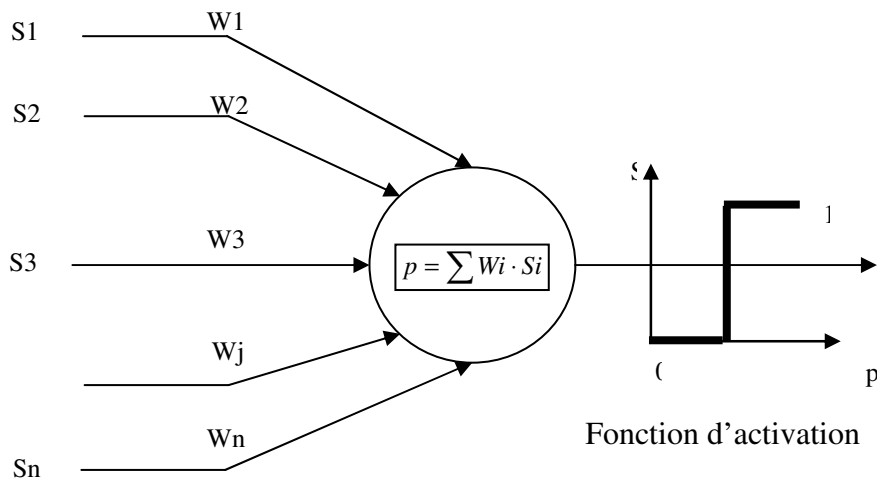 S1
W1
S2
W2
S3
W3
p = ∑ Wi · Si
Wj
Sn
Wn
p
Fonction d'activation